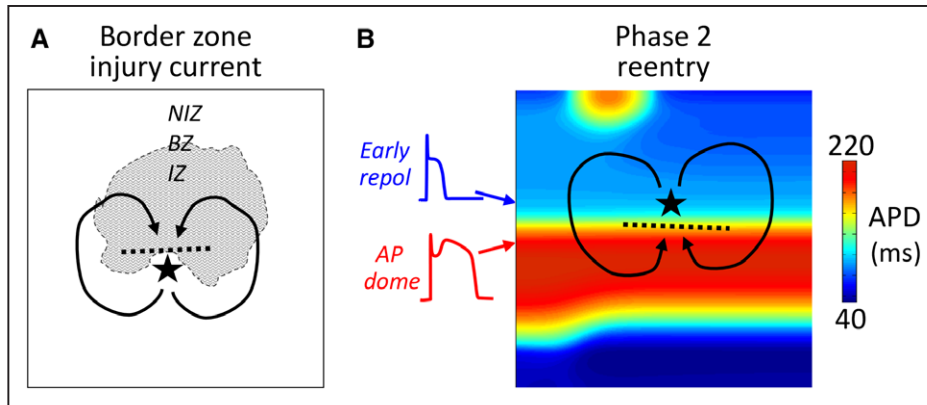 A
Border zone
injury current
NIZ
BZ
IZ
B
Phase 2
reentry
Early
repol
AP
dome
220
APD
(ms)
40